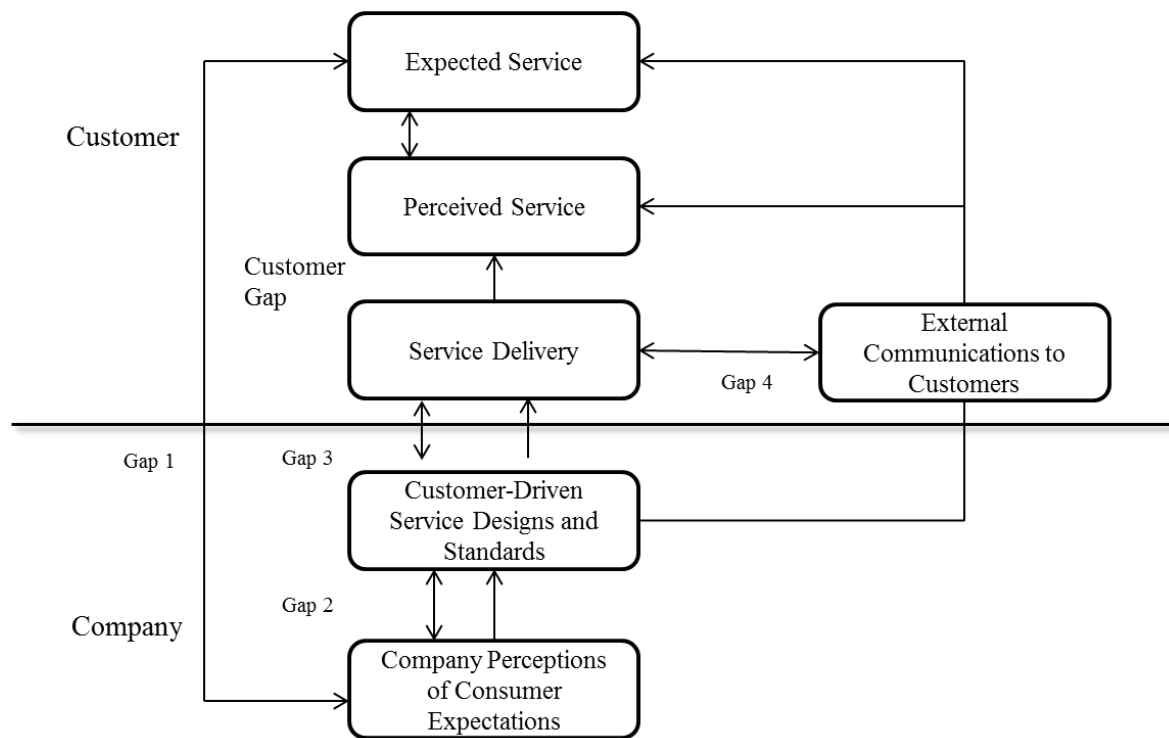 Expected Service
Customer
Perceived Service
Customer
Gap
Service Delivery
External
Communications to
Customers
Gap 4
Gap 1
Gap 3
Customer-Driven
Service Designs and
Standards
Gap 2
Company
Company Perceptions
of Consumer
Expectations